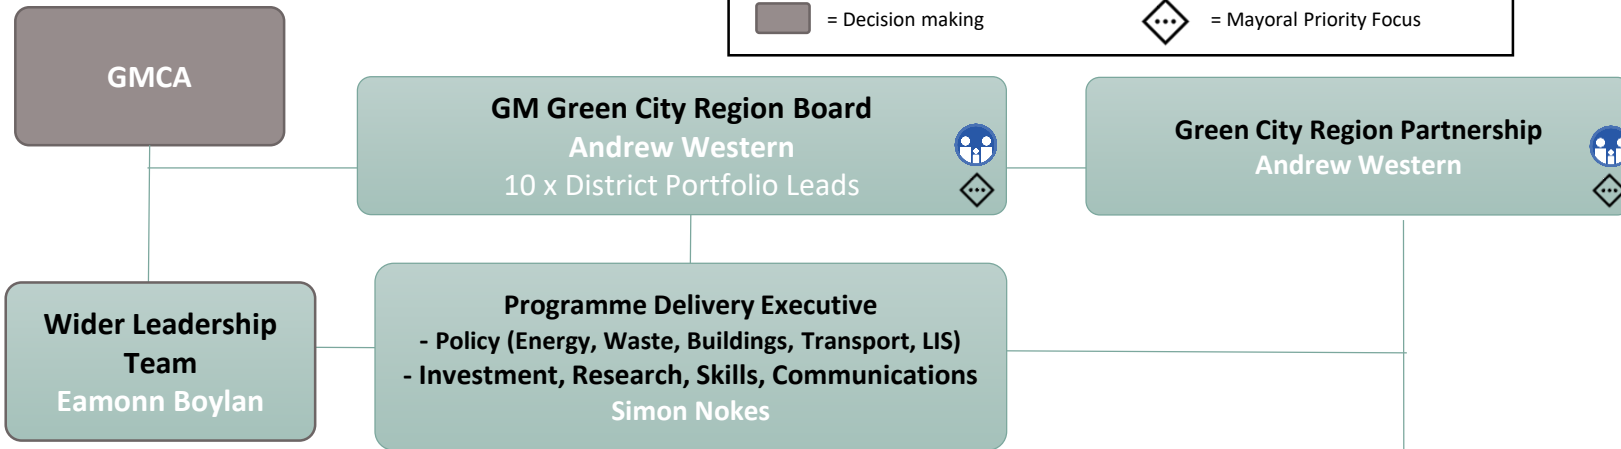 = Decision making
= Mayoral Priority Focus
GMCA
GM Green City Region Board
Andrew Western
10 x District Portfolio Leads
Green City Region Partnership
Andrew Western
Wider Leadership
Team
Eamonn Boylan
Programme Delivery Executive
- Policy (Energy, Waste, Buildings, Transport, LIS)
- Investment, Research, Skills, Communications
Simon Nokes